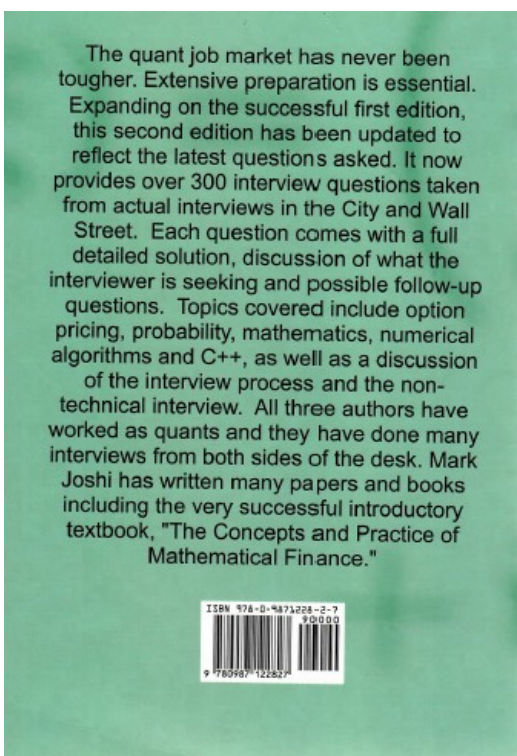 The quant job market has never been
tougher. Extensive preparation is essential.
Expanding on the successful first edition,
this second edition has been updated to
reflect the latest questions asked. It now
provides over 300 interview questions taken
from actual interviews in the City and Wall
Street.  Each question comes with a full
detailed solution, discussion of what the
interviewer is seeking and possible follow-up
questions.  Topics covered include option
pricing, probability, mathematics, numerical
algorithms and C++, as well as a discussion
of the interview process and the non-
technical interview.  All three authors have
worked as quants and they have done many
interviews from both sides of the desk. Mark
Joshi has written many papers and books
including the very successful introductory
textbook, "The Concepts and Practice of
Mathematical Finance."
ISBN 978-0-9871228-2-7
90000
9 780987 122827